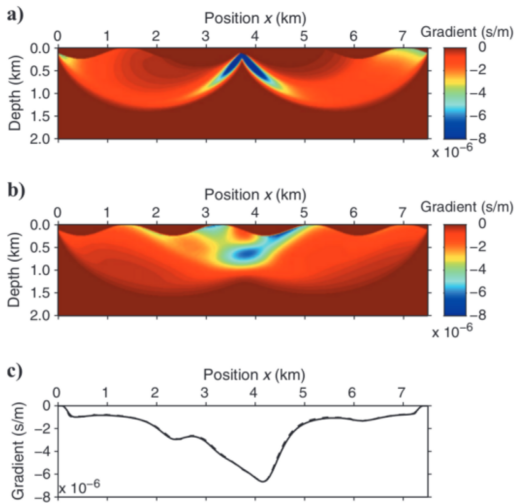 a)
Position x (km)
Gradient (s/m)
0 1 2 3 4 5 6 7
0.0
0.5
1.0
1.5
2.0
Depth (km)
0
−2
−4
−6
−8
x 10⁻⁶
b)
Position x (km)
Gradient (s/m)
0 1 2 3 4 5 6 7
0.0
0.5
1.0
1.5
2.0
Depth (km)
0
−2
−4
−6
−8
x 10⁻⁶
c)
Position x (km)
0 1 2 3 4 5 6 7
0
−2
−4
−6
−8
Gradient (s/m)
x 10⁻⁶